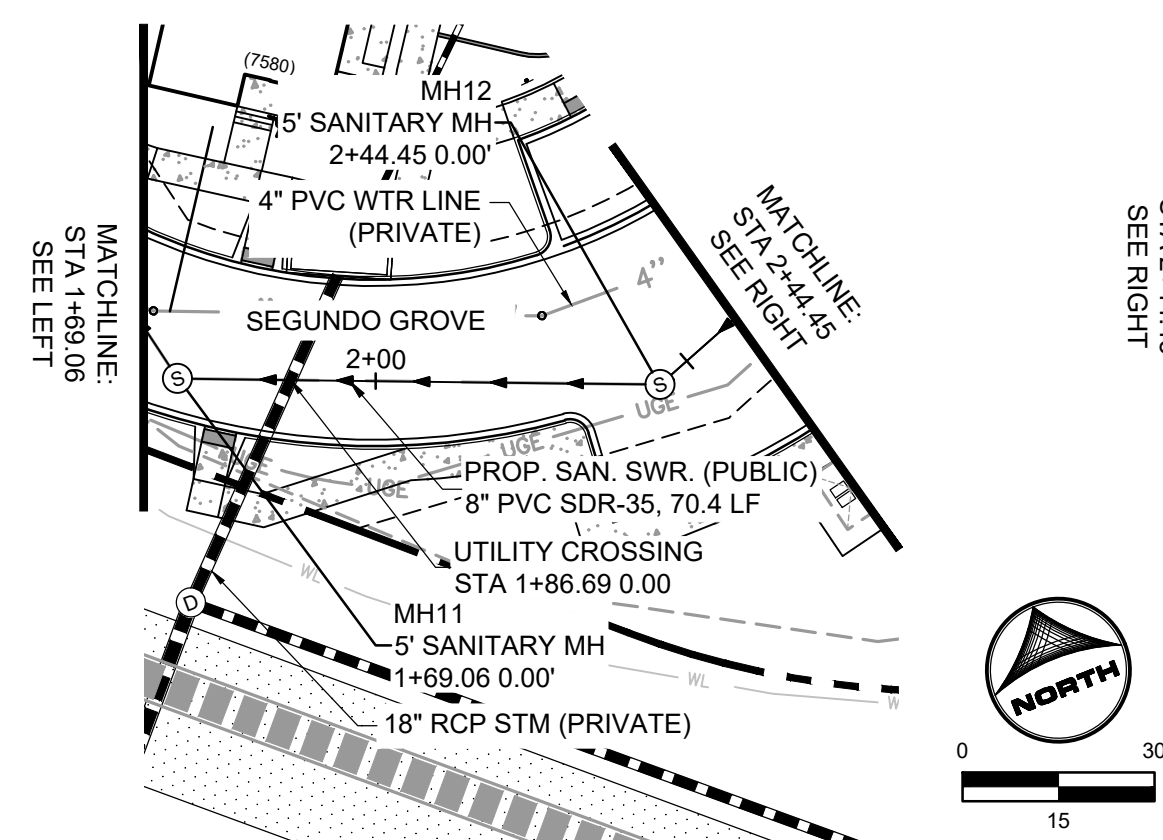 (7580)
MH12
5' SANITARY MH
2+44.45 0.00'
4" PVC WTR LINE
(PRIVATE)
4"
MATCHLINE:
STA 2+44.45
SEE RIGHT
MATCHLINE:
STA 1+69.06
SEE LEFT
SEE RIGHT
SEGUNDO GROVE
2+00
S
S
UGE
UGE
UGE
UGE
PROP. SAN. SWR. (PUBLIC)
8" PVC SDR-35, 70.4 LF
UTILITY CROSSING
STA 1+86.69 0.00
WL
D
MH11
5' SANITARY MH
1+69.06 0.00'
WL
18" RCP STM (PRIVATE)
NORTH
0
30
15